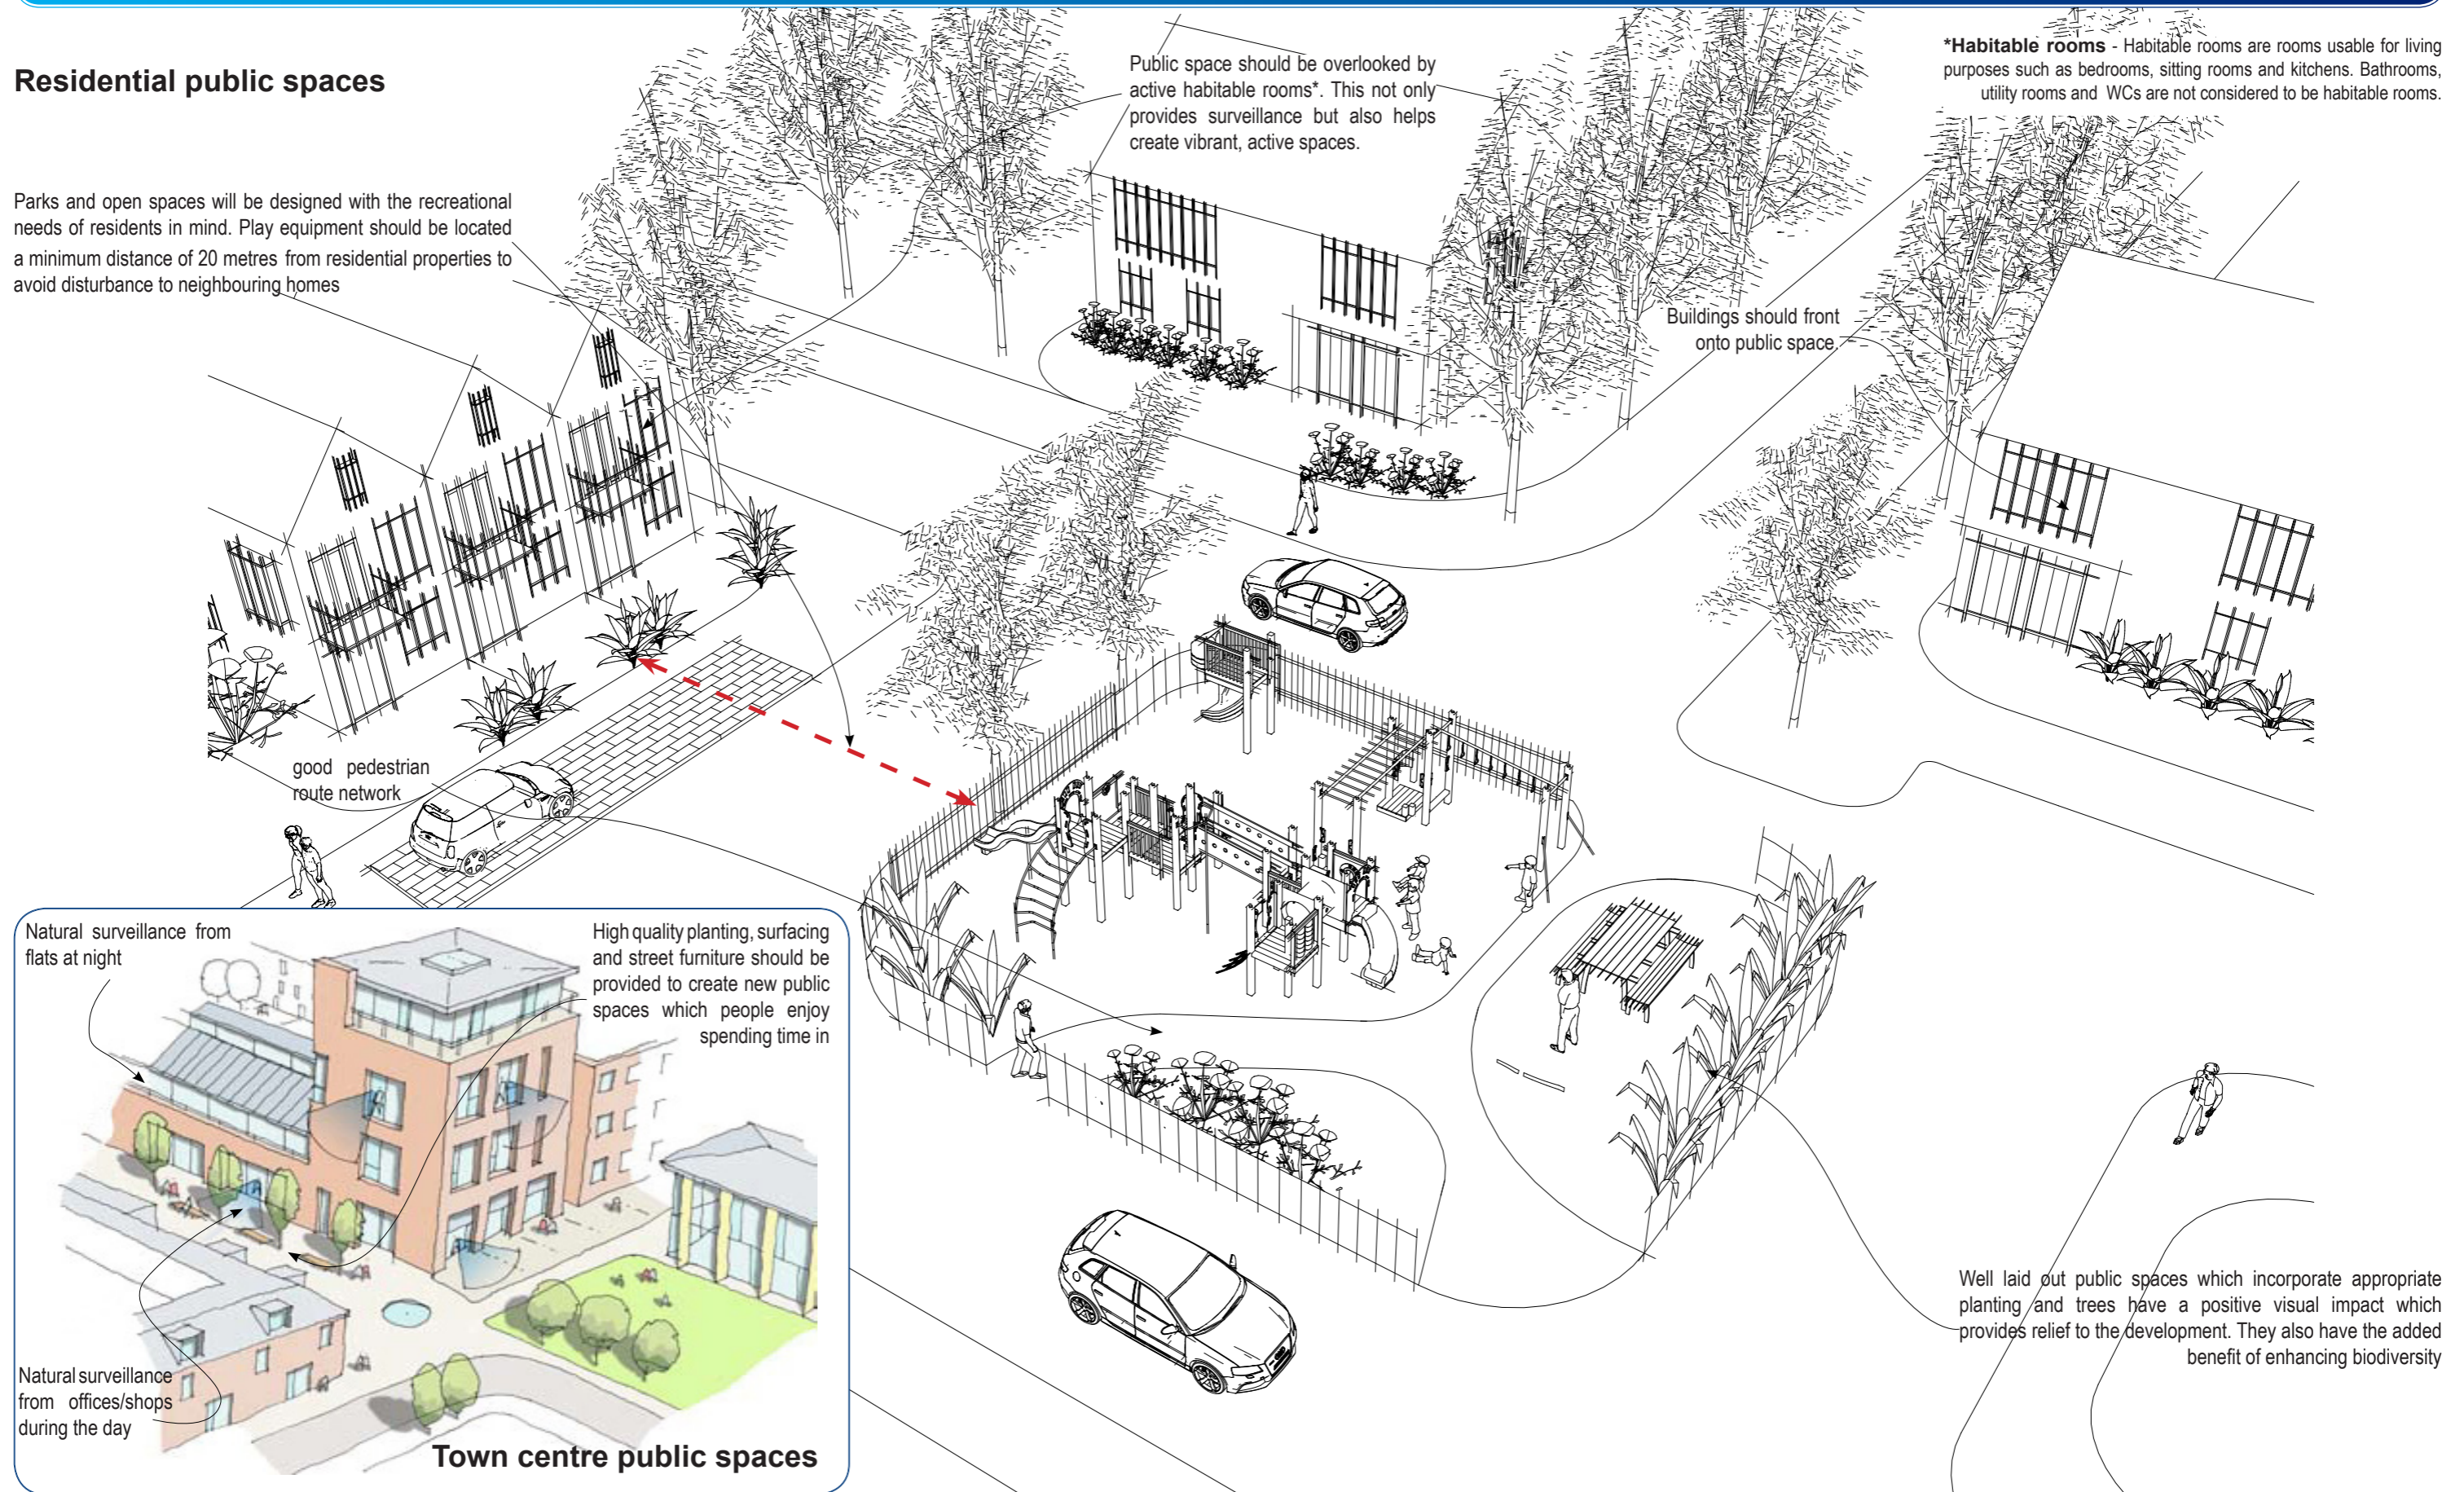 Residential public spaces
Parks and open spaces will be designed with the recreational
needs of residents in mind. Play equipment should be located
a minimum distance of 20 metres from residential properties to
avoid disturbance to neighbouring homes
Public space should be overlooked by
active habitable rooms*. This not only
provides surveillance but also helps
create vibrant, active spaces.
*Habitable rooms - Habitable rooms are rooms usable for living
purposes such as bedrooms, sitting rooms and kitchens. Bathrooms,
utility rooms and WCs are not considered to be habitable rooms.
Buildings should front
onto public space.
good pedestrian
route network
Natural surveillance from
flats at night
High quality planting, surfacing
and street furniture should be
provided to create new public
spaces which people enjoy
spending time in
Natural surveillance
from offices/shops
during the day
Town centre public spaces
Well laid out public spaces which incorporate appropriate
planting and trees have a positive visual impact which
provides relief to the development. They also have the added
benefit of enhancing biodiversity